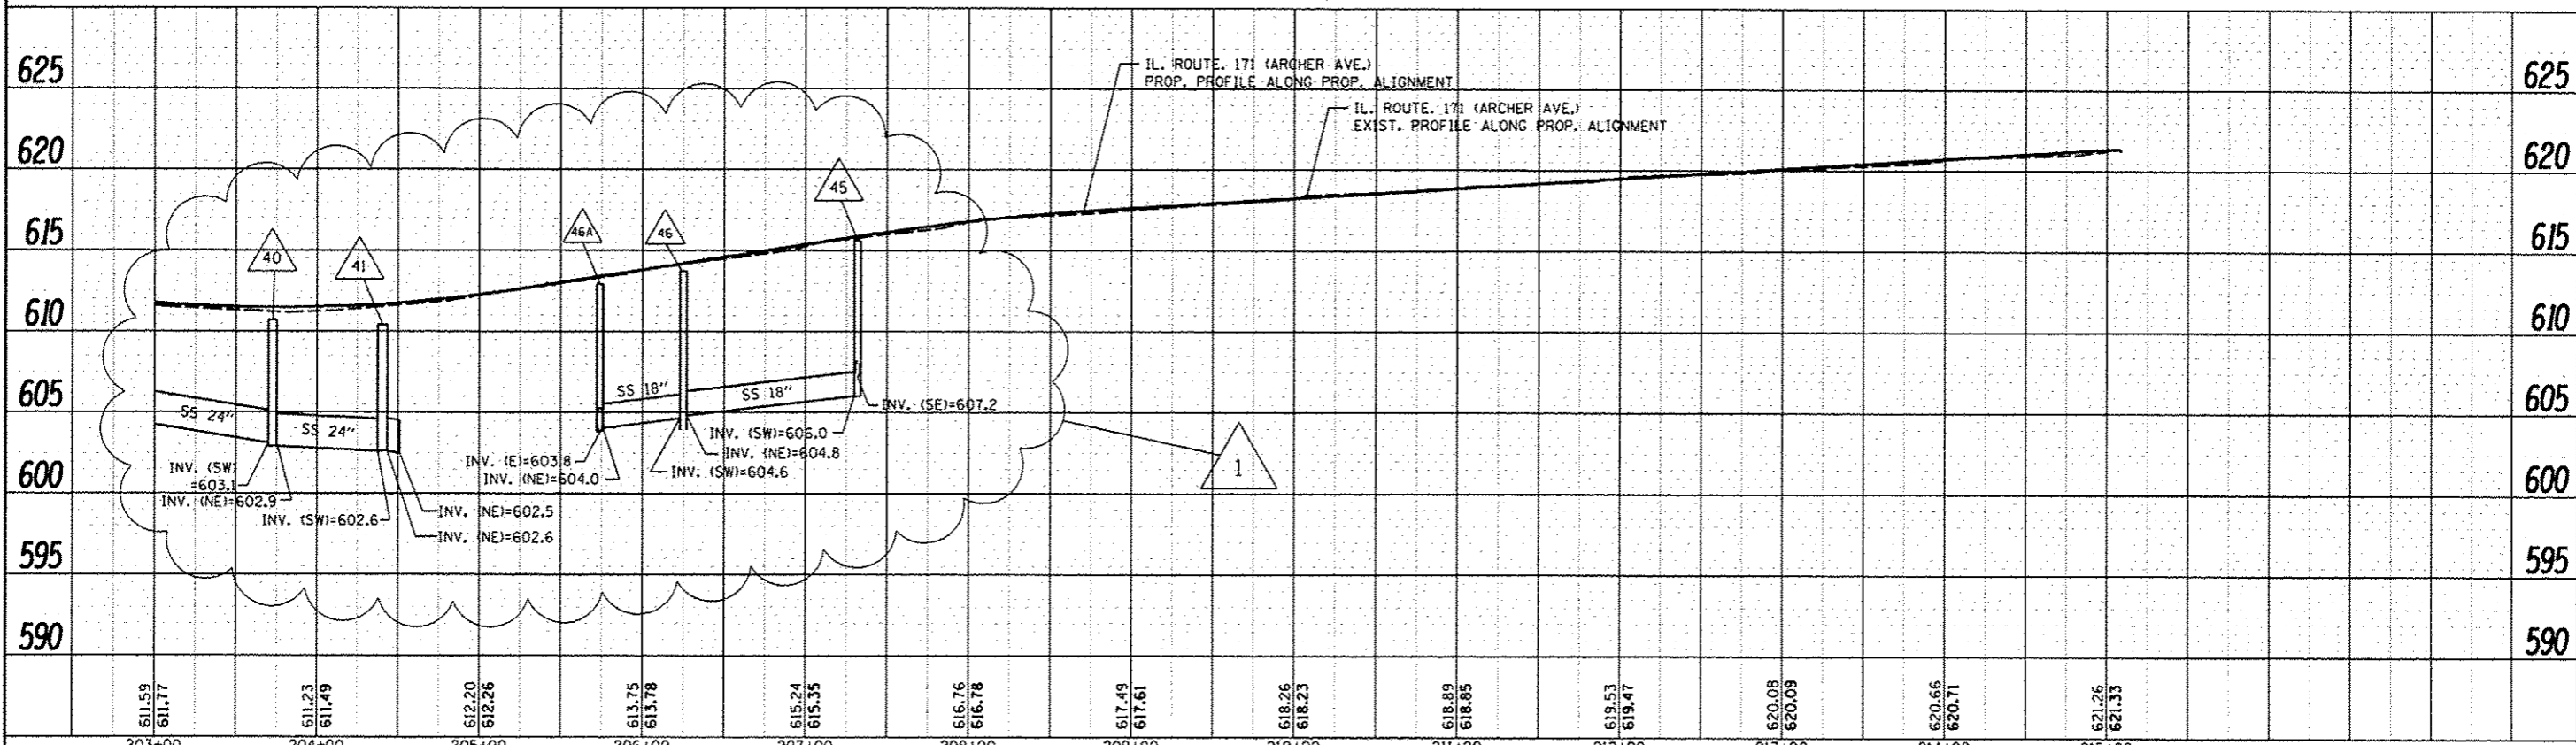 625
IL. ROUTE. 171 (ARCHER AVE.)
PROP. PROFILE ALONG PROP. ALIGNMENT
625
IL. ROUTE. 171 (ARCHER AVE.)
EXIST. PROFILE ALONG PROP. ALIGNMENT
620
620
45
615
46A
46
615
40
41
610
610
605
SS 24"
SS 24"
SS 18"
SS 18"
INV. (SE)=607.2
605
INV. (SW)=606.0
INV. (NE)=604.8
INV. (SW)=604.6
INV. (E)=603.8
INV. (NE)=604.0
INV. (SW)
=603.1
INV. (NE)=602.9
1
600
600
INV. (SW)=602.6
INV. (NE)=602.5
INV. (NE)=602.6
595
595
590
590
611.59
611.77
611.23
611.49
612.20
612.26
613.75
613.78
615.24
615.35
616.76
616.78
617.49
617.61
618.26
618.23
618.89
618.85
619.53
619.47
620.08
620.09
620.66
620.71
621.26
621.33